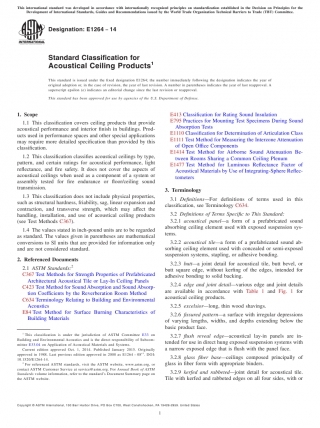 This international standard was developed in accordance with internationally recognized principles on standardization established in the Decision on Principles for the
Development of International Standards, Guides and Recommendations issued by the World Trade Organization Technical Barriers to Trade (TBT) Committee.
INTERNATIONAL
Designation: E1264 – 14
Standard Classification for
Acoustical Ceiling Products¹
This standard is issued under the fixed designation E1264; the number immediately following the designation indicates the year of
original adoption or, in the case of revision, the year of last revision. A number in parentheses indicates the year of last reapproval. A
superscript epsilon (ε) indicates an editorial change since the last revision or reapproval.
This standard has been approved for use by agencies of the U.S. Department of Defense.
1. Scope
1.1 This classification covers ceiling products that provide
acoustical performance and interior finish to buildings. Prod-
ucts used in performance spaces and other special applications
may require more detailed specification than provided by this
classification.
1.2 This classification classifies acoustical ceilings by type,
pattern, and certain ratings for acoustical performance, light
reflectance, and fire safety. It does not cover the aspects of
acoustical ceilings when used as a component of a system or
assembly tested for fire endurance or floor/ceiling sound
transmission.
1.3 This classification does not include physical properties,
such as structural hardness, friability, sag, linear expansion and
contraction, and transverse strength, which may affect the
handling, installation, and use of acoustical ceiling products
(see Test Methods C367).
1.4 The values stated in inch-pound units are to be regarded
as standard. The values given in parentheses are mathematical
conversions to SI units that are provided for information only
and are not considered standard.
2. Referenced Documents
2.1 ASTM Standards:²
C367 Test Methods for Strength Properties of Prefabricated
Architectural Acoustical Tile or Lay-In Ceiling Panels
C423 Test Method for Sound Absorption and Sound Absorp-
tion Coefficients by the Reverberation Room Method
C634 Terminology Relating to Building and Environmental
Acoustics
E84 Test Method for Surface Burning Characteristics of
Building Materials
¹ This classification is under the jurisdiction of ASTM Committee E33 on
Building and Environmental Acoustics and is the direct responsibility of Subcom-
mittee E33.04 on Application of Acoustical Materials and Systems.
Current edition approved Oct. 1, 2014. Published January 2015. Originally
approved in 1988. Last previous edition approved in 2008 as E1264 – 08
10.1520/E1264-14.
² For referenced ASTM standards, visit the ASTM website, www.astm.org, or
contact ASTM Customer Service at service@astm.org. For Annual Book of ASTM
Standards volume information, refer to the standard's Document Summary page on
the ASTM website.
E413 Classification for Rating Sound Insulation
E795 Practices for Mounting Test Specimens During Sound
Absorption Tests
E1110 Classification for Determination of Articulation Class
E1111 Test Method for Measuring the Interzone Attenuation
of Open Office Components
E1414 Test Method for Airborne Sound Attenuation Be-
tween Rooms Sharing a Common Ceiling Plenum
E1477 Test Method for Luminous Reflectance Factor of
Acoustical Materials by Use of Integrating-Sphere Reflec-
tometers
3. Terminology
3.1 Definitions—For definitions of terms used in this
classification, see Terminology C634.
3.2 Definitions of Terms Specific to This Standard:
3.2.1 acoustical panel—a form of a prefabricated sound
absorbing ceiling element used with exposed suspension sys-
tems.
3.2.2 acoustical tile—a form of a prefabricated sound ab-
sorbing ceiling element used with concealed or semi-exposed
suspension systems, stapling, or adhesive bonding.
3.2.3 butt—a joint detail for acoustical tile, butt bevel, or
butt square edge, without kerfing of the edges, intended for
adhesive bonding to solid backing.
3.2.4 edge and joint detail—various edge and joint details
are available in accordance with Table 1 and Fig. 1 for
acoustical ceiling products.
3.2.5 excelsior—long, thin wood shavings.
3.2.6 fissured pattern—a surface with irregular depressions
of varying lengths, widths, and depths extending below the
basic product face.
3.2.7 flush reveal edge—acoustical lay-in panels are in-
tended for use in direct hung exposed suspension systems with
a narrow exposed edge that is flush with the panel face.
3.2.8 glass fiber base—ceilings composed principally of
glass in fiber form with appropriate binders.
3.2.9 kerfed and rabbeted—joint detail for acoustical tile.
Tile with kerfed and rabbeted edges on all four sides, with or
Copyright © ASTM International, 100 Barr Harbor Drive, PO Box C700, West Conshohocken, PA 19428-2959. United States
1